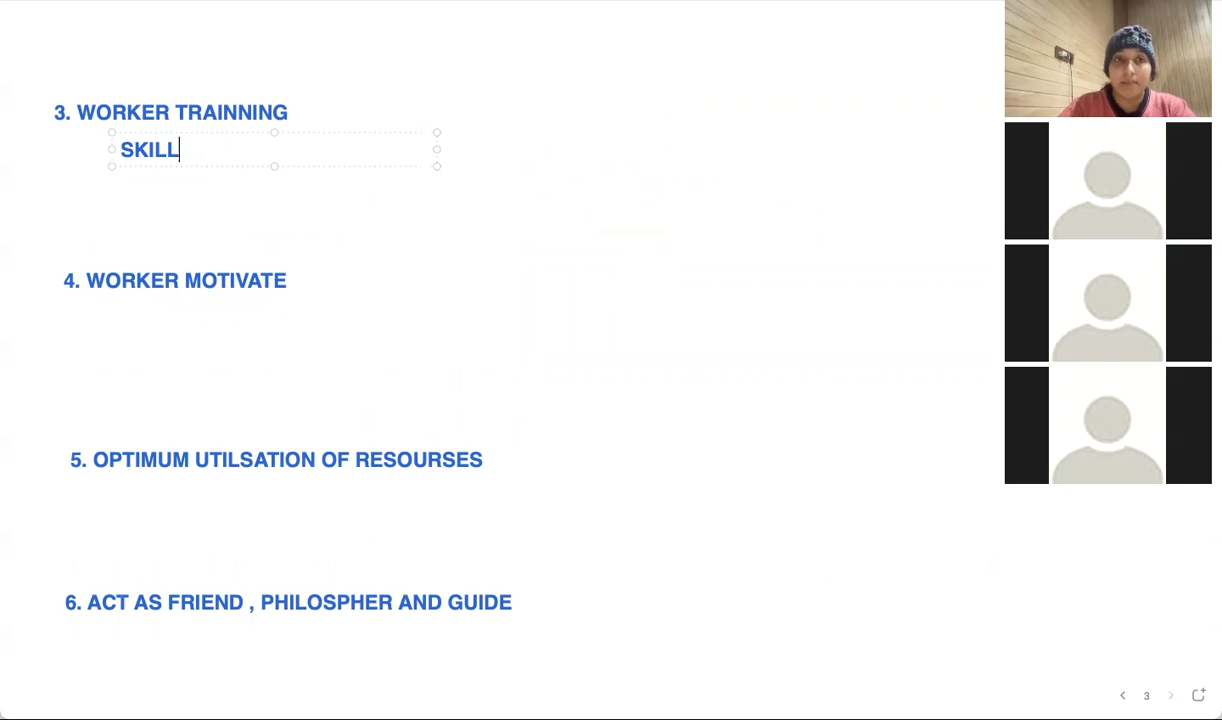 3. WORKER TRAINNING
SKILL
4. WORKER MOTIVATE
5. OPTIMUM UTILSATION OF RESOURSES
6. ACT AS FRIEND , PHILOSPHER AND GUIDE
3